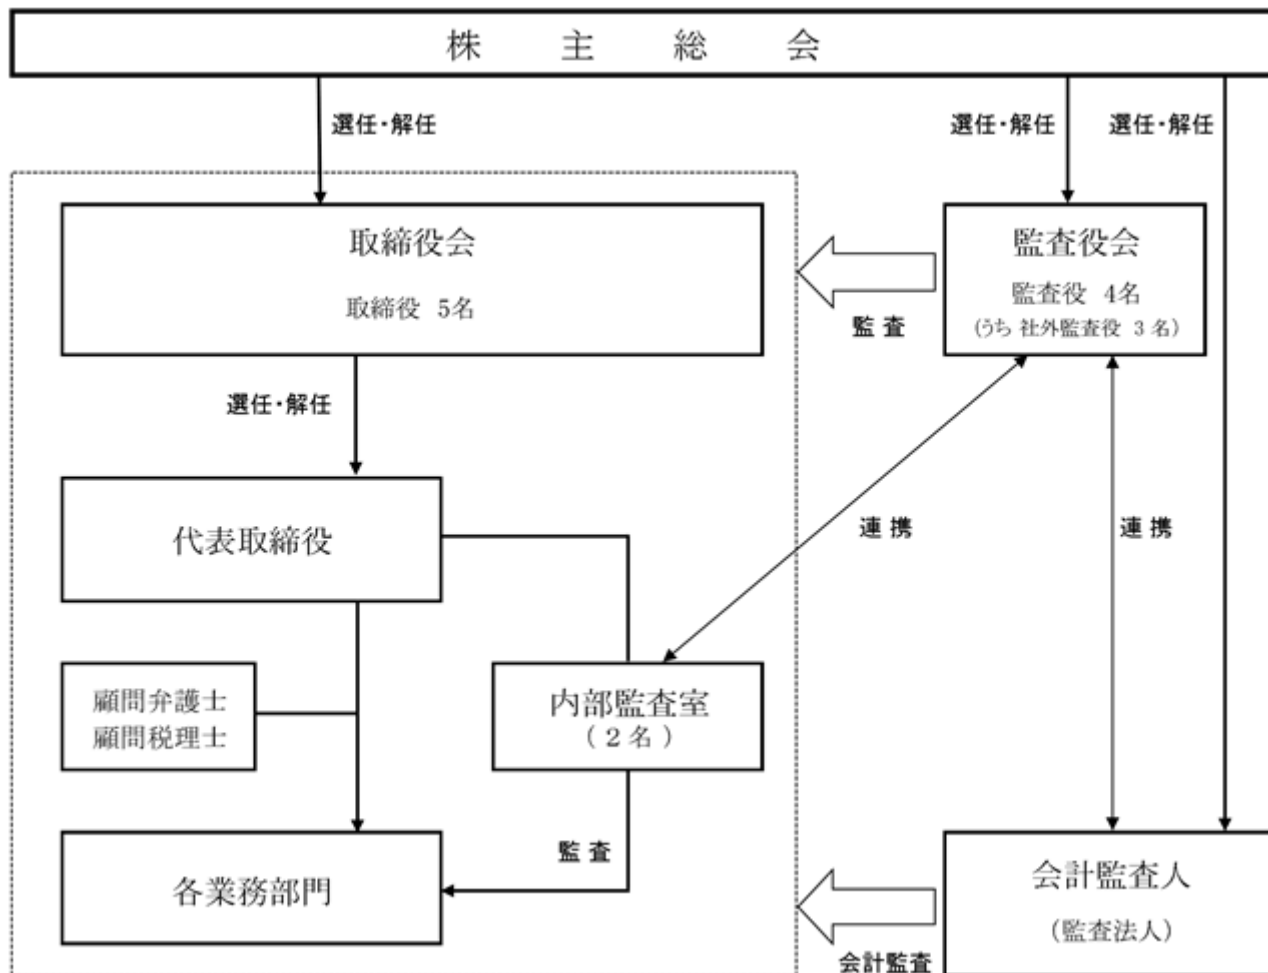 株 主 総 会
選任・解任
選任・解任
選任・解任
取締役会
取締役 5名
監査
監査役会
監査役 4名
(うち 社外監査役 3 名)
選任・解任
代表取締役
連携
連携
顧問弁護士
顧問税理士
内部監査室
( 2 名 )
監査
各業務部門
会計監査
会計監査人
(監査法人)